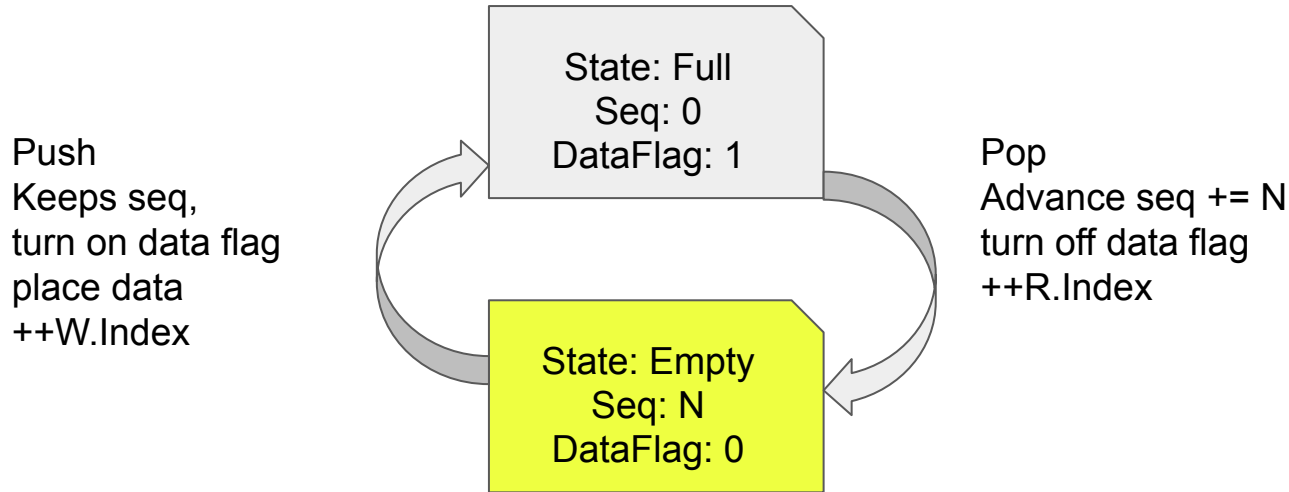 State: Full
Seq: 0
DataFlag: 1
Push
Keeps seq,
turn on data flag
place data
++W.Index
Pop
Advance seq += N
turn off data flag
++R.Index
State: Empty
Seq: N
DataFlag: 0